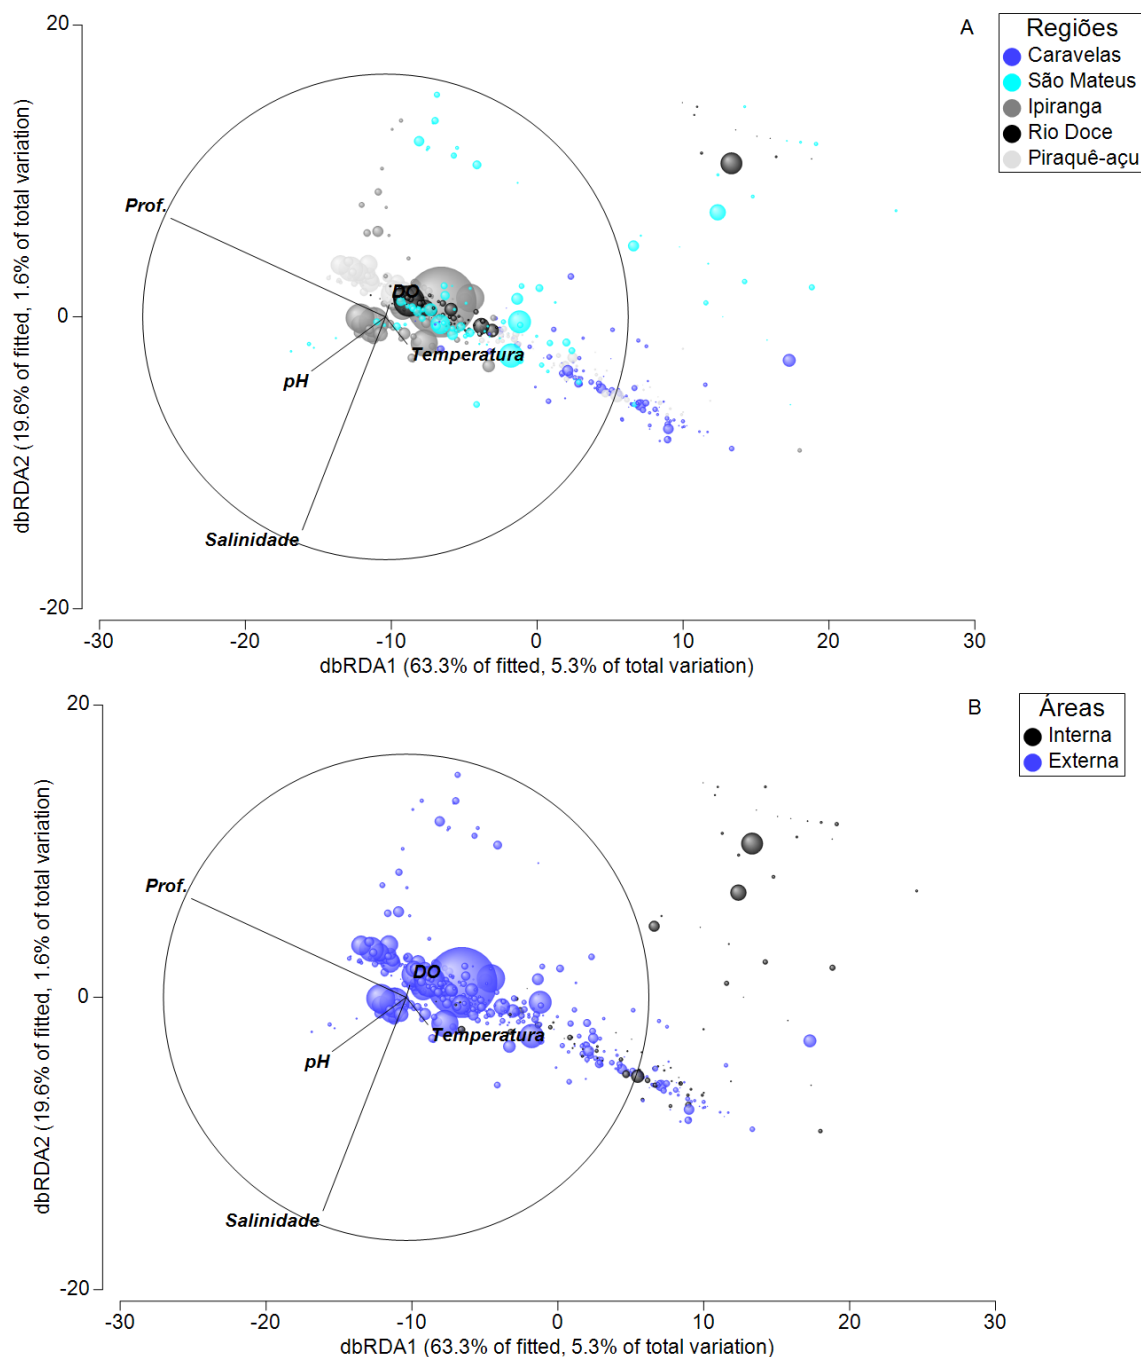 20
A
Regiões
Caravelas
São Mateus
Ipiranga
Rio Doce
Piraquê-açu
dbRDA2 (19.6% of fitted, 1.6% of total variation)
Prof.
DO
0
Temperatura
pH
Salinidade
-20
-30
-20
-10
0
10
20
30
dbRDA1 (63.3% of fitted, 5.3% of total variation)
20
B
Áreas
Interna
Externa
dbRDA2 (19.6% of fitted, 1.6% of total variation)
Prof.
DO
0
Temperatura
pH
Salinidade
-20
-30
-20
-10
0
10
20
30
dbRDA1 (63.3% of fitted, 5.3% of total variation)